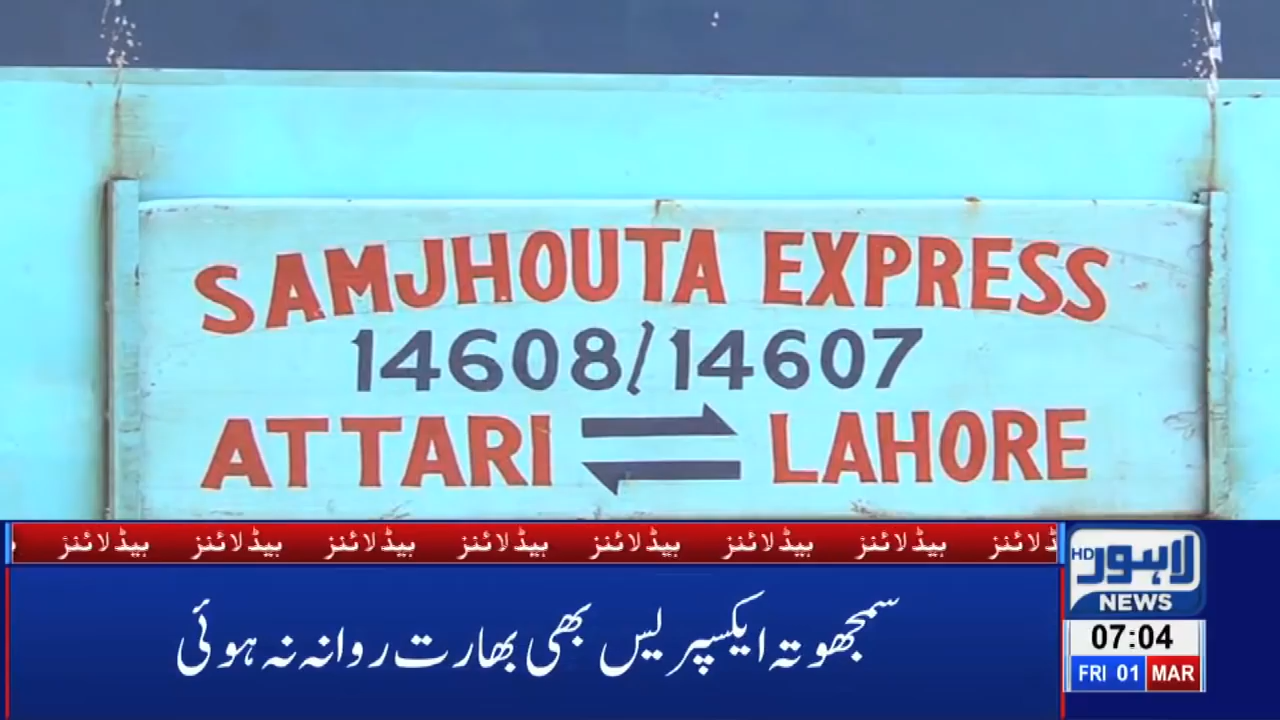 SAMJHOUTA EXPRESS
14608/14607
ATTARI LAHORE
ہیڈلائنز ہیڈلائنز ہیڈلائنز ہیڈلائنز ہیڈلائنز ہیڈلائنز ہیڈلائنز ڈلائنز
سمجھوتہ ایکسپریس بھی بھارت روانہ نہ ہوئی
لاہور HD
NEWS
07:04
FRI 01 MAR